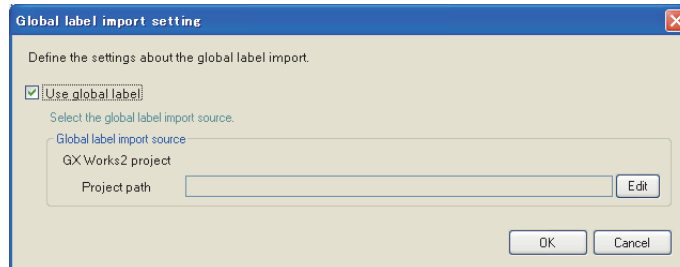 Global label import setting
Define the settings about the global label import.
Use global label
Select the global label import source.
Global label import source
GX Works2 project
Project path
Edit
OK
Cancel